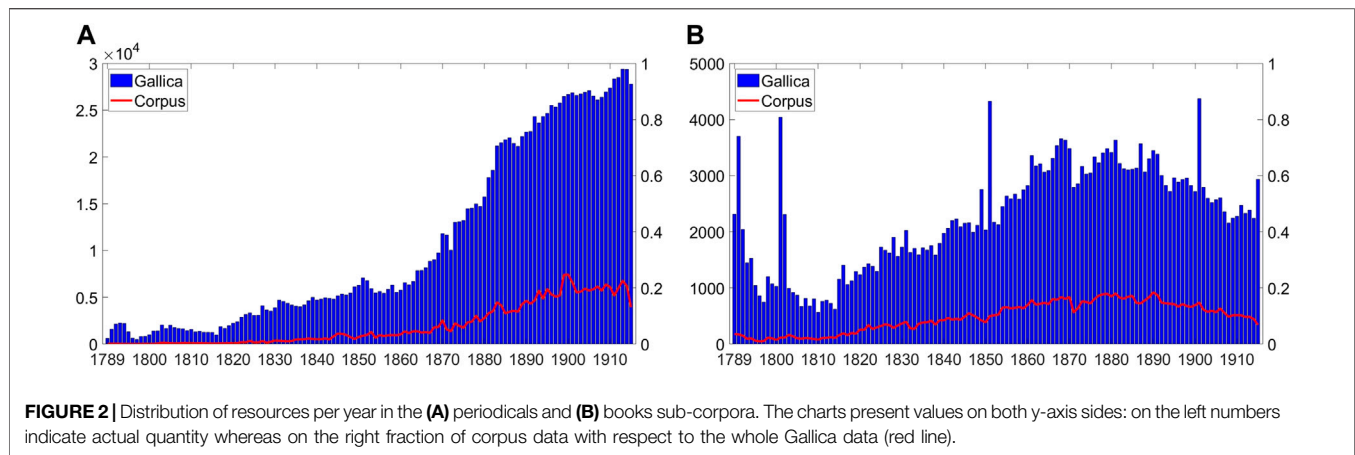 A
B
×10⁴
3
2.5
2
1.5
1
0.5
0
1
0.8
0.6
0.4
0.2
0
Gallica
Corpus
1789 1800 1810 1820 1830 1840 1850 1860 1870 1880 1890 1900 1910
5000
4000
3000
2000
1000
0
1
0.8
0.6
0.4
0.2
0
Gallica
Corpus
1789 1800 1810 1820 1830 1840 1850 1860 1870 1880 1890 1900 1910
FIGURE 2 | Distribution of resources per year in the (A) periodicals and (B) books sub-corpora. The charts present values on both y-axis sides: on the left numbers
indicate actual quantity whereas on the right fraction of corpus data with respect to the whole Gallica data (red line).